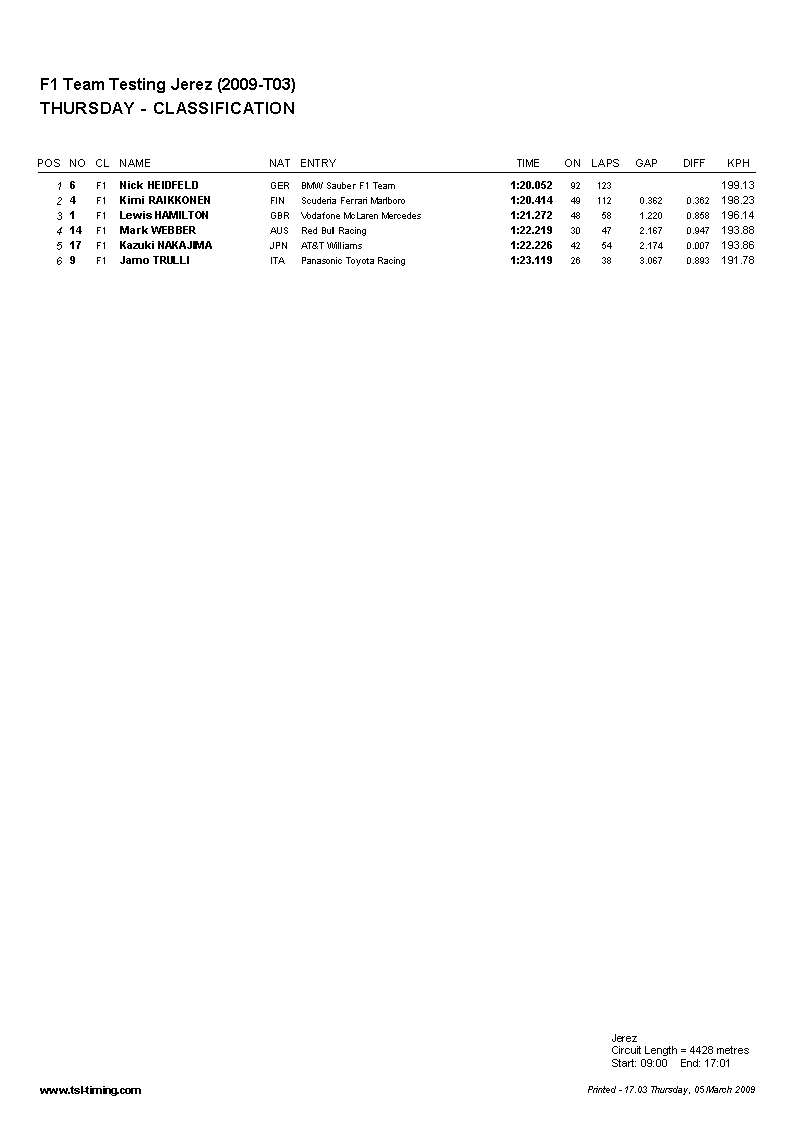 F1 Team Testing Jerez (2009-T03)
THURSDAY - CLASSIFICATION
POS NO CL NAME NAT ENTRY TIME ON LAPS GAP DIFF KPH
1 6 F1 Nick HEIDFELD GER BMW Sauber F1 Team 1:20.052 92 123 199.13
2 4 F1 Kimi RAIKKONEN FIN Scuderia Ferrari Marlboro 1:20.414 49 112 0.362 0.362 198.23
3 1 F1 Lewis HAMILTON GBR Vodafone McLaren Mercedes 1:21.272 48 58 1.220 0.858 196.14
4 14 F1 Mark WEBBER AUS Red Bull Racing 1:22.219 30 47 2.167 0.947 193.88
5 17 F1 Kazuki NAKAJIMA JPN AT&T Williams 1:22.226 42 54 2.174 0.007 193.86
6 9 F1 Jarno TRULLI ITA Panasonic Toyota Racing 1:23.119 26 38 3.067 0.893 191.78
Jerez
Circuit Length = 4428 metres
Start: 09:00 End: 17:01
www.tsl-timing.com Printed - 17.03 Thursday, 05 March 2009